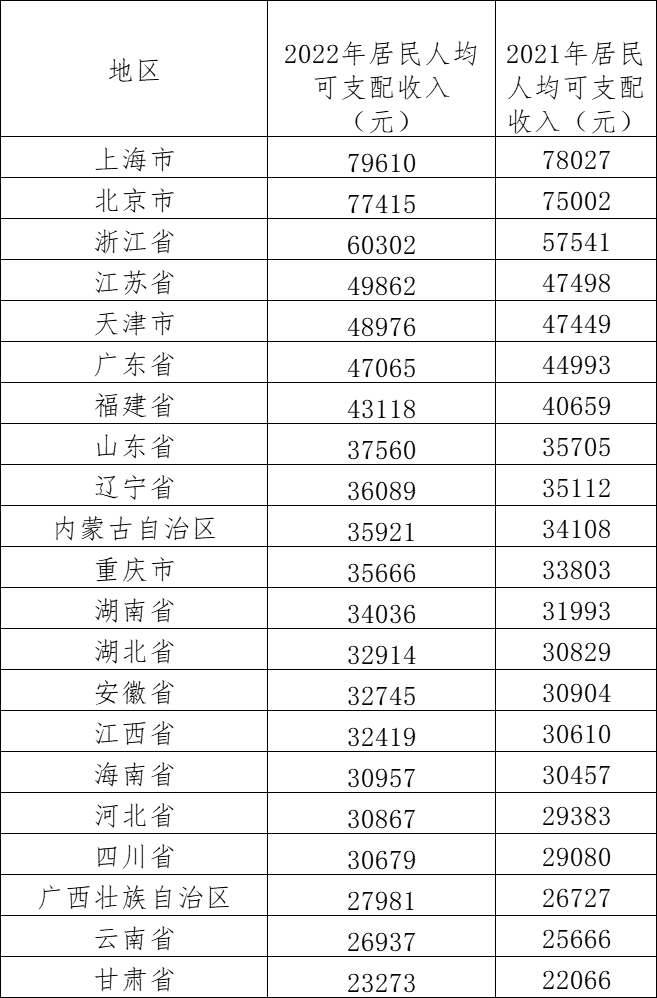 地区
2022年居民人均
可支配收入
（元）
2021年居民
人均可支配
收入（元）
上海市 79610 78027
北京市 77415 75002
浙江省 60302 57541
江苏省 49862 47498
天津市 48976 47449
广东省 47065 44993
福建省 43118 40659
山东省 37560 35705
辽宁省 36089 35112
内蒙古自治区 35921 34108
重庆市 35666 33803
湖南省 34036 31993
湖北省 32914 30829
安徽省 32745 30904
江西省 32419 30610
海南省 30957 30457
河北省 30867 29383
四川省 30679 29080
广西壮族自治区 27981 26727
云南省 26937 25666
甘肃省 23273 22066